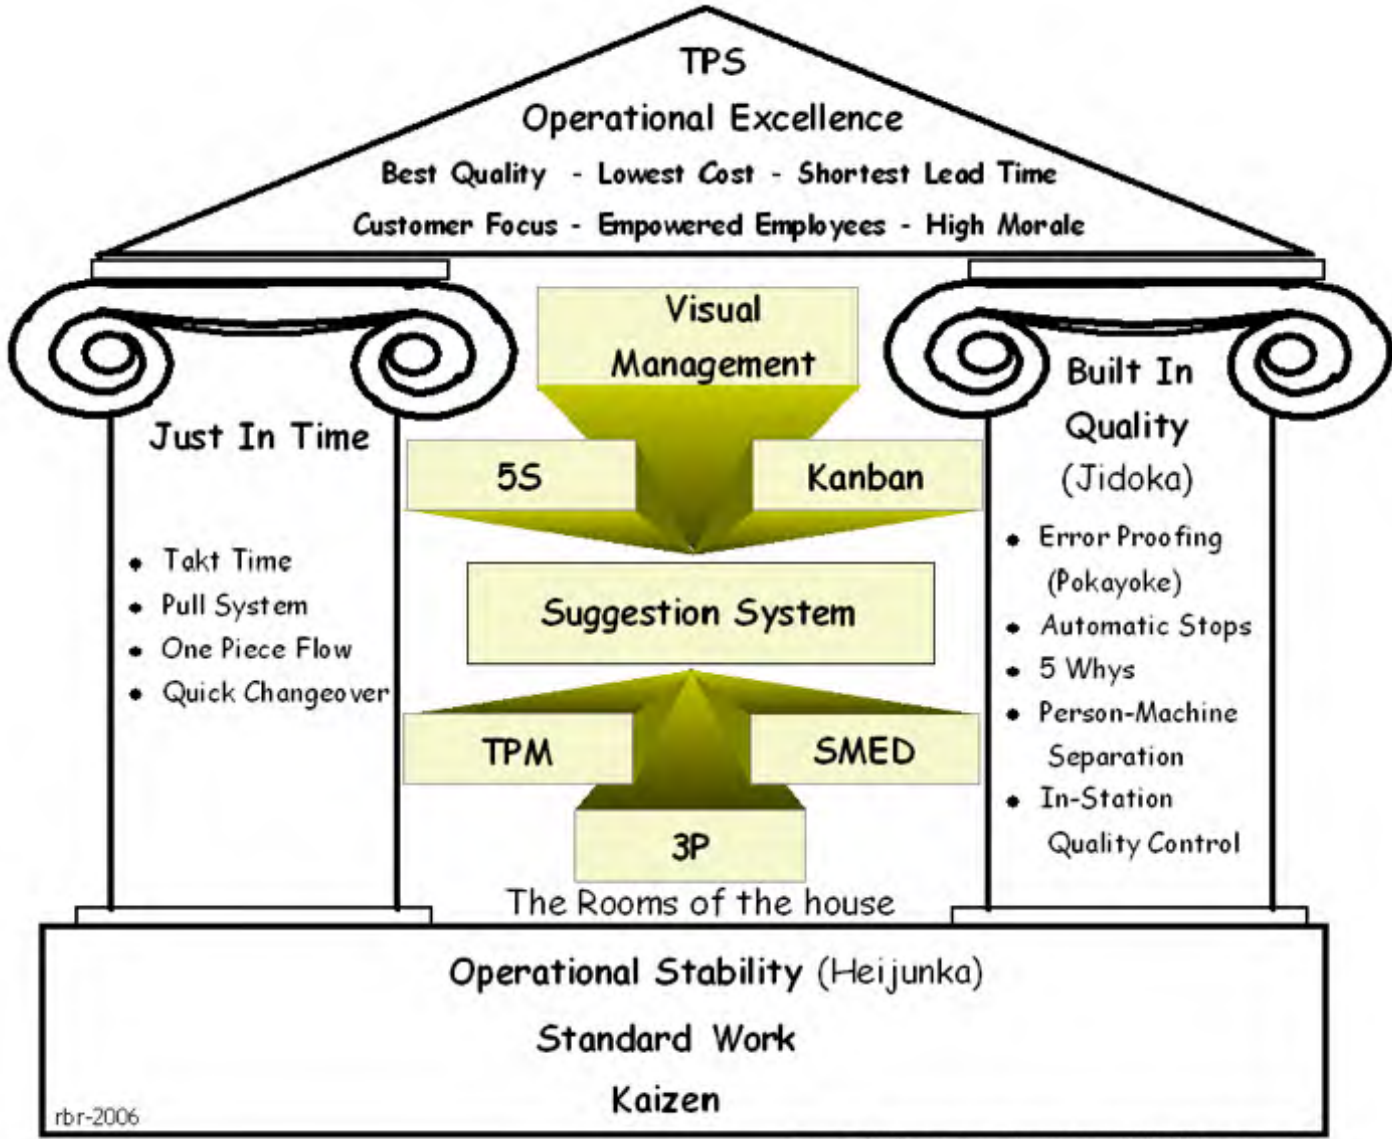 TPS
Operational Excellence
Best Quality - Lowest Cost - Shortest Lead Time
Customer Focus - Empowered Employees - High Morale
Just In Time
• Takt Time
• Pull System
• One Piece Flow
• Quick Changeover
Visual
Management
5S
Kanban
Suggestion System
TPM
SMED
3P
The Rooms of the house
Built In
Quality
(Jidoka)
• Error Proofing
(Pokayoke)
• Automatic Stops
• 5 Whys
• Person-Machine
Separation
• In-Station
Quality Control
Operational Stability (Heijunka)
Standard Work
Kaizen
rbr-2006